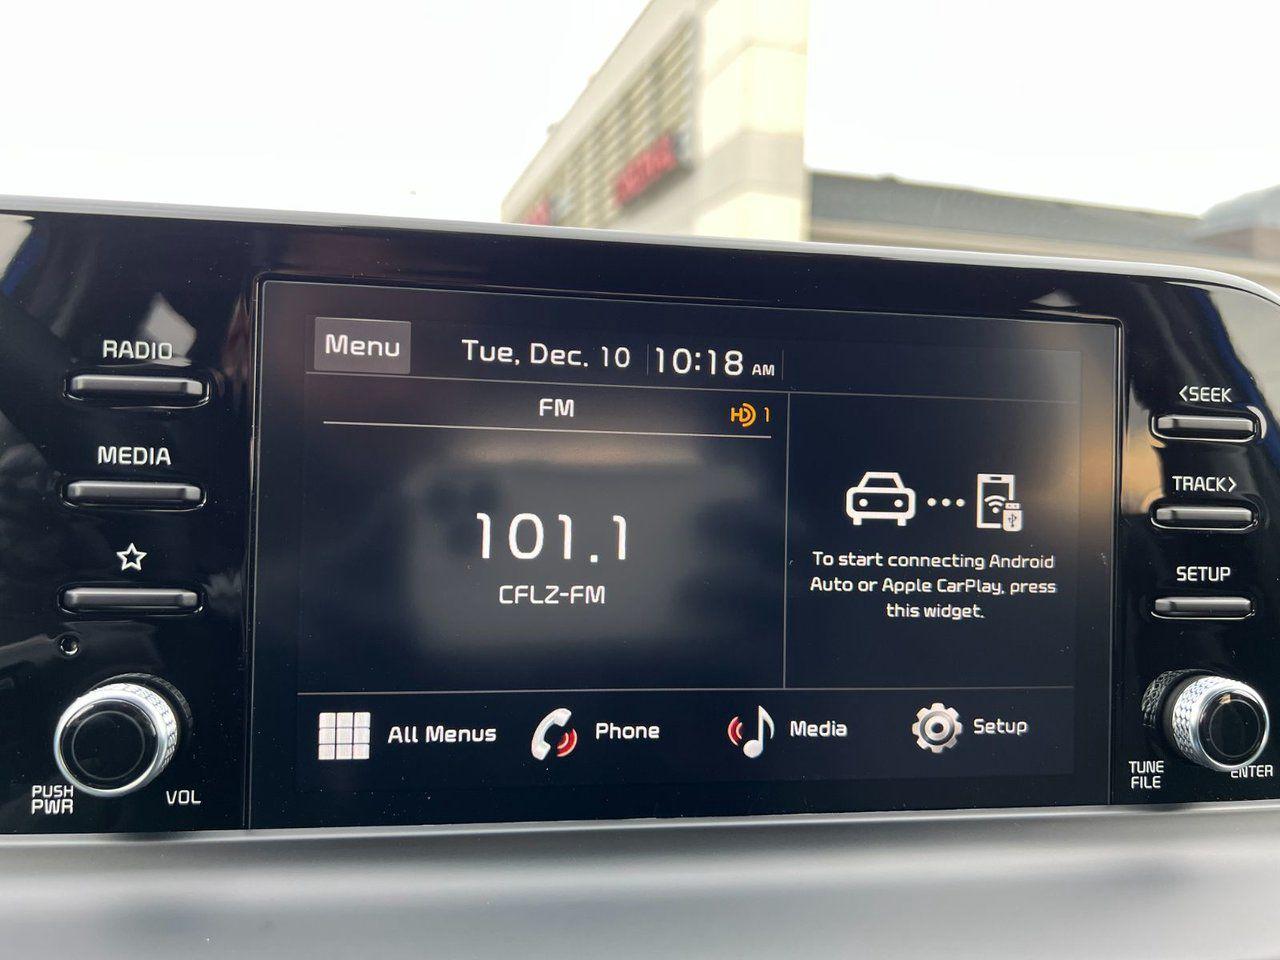 RADIO
MEDIA
PUSH
PWR
VOL
Menu
Tue, Dec. 10
10:18 AM
FM
HD 1
101.1
CFLZ-FM
To start connecting Android
Auto or Apple CarPlay, press
this widget.
All Menus
Phone
Media
Setup
<SEEK
TRACK>
SETUP
TUNE
FILE
ENTER